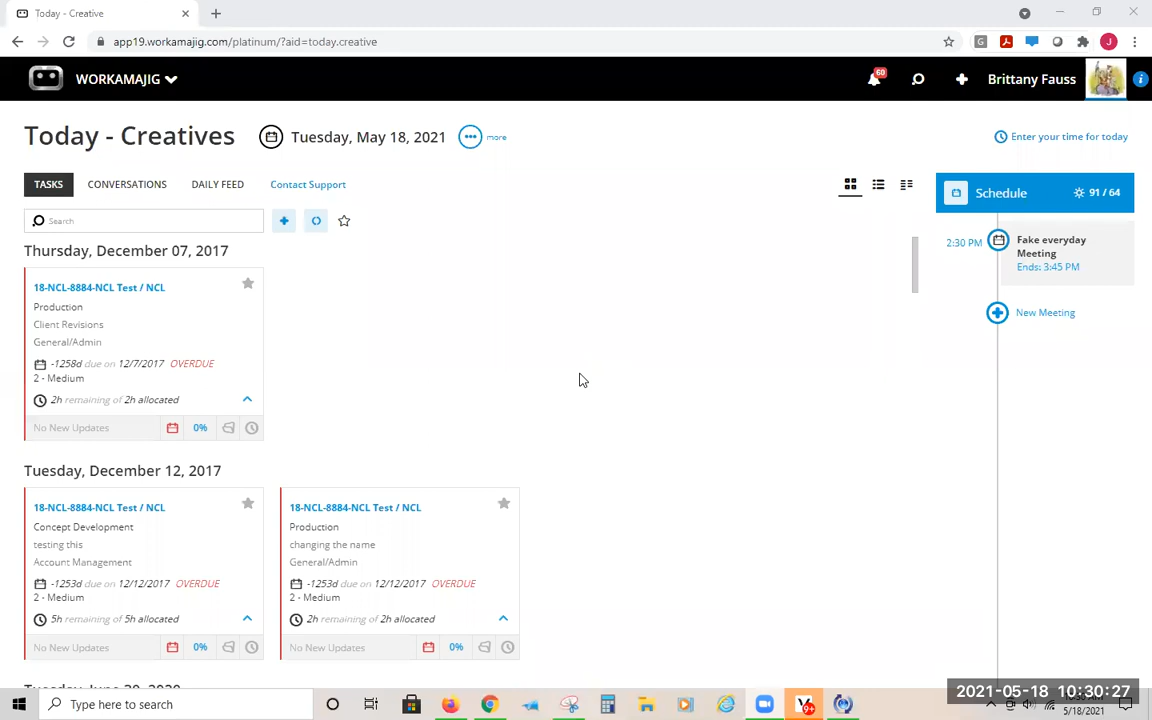 Today - Creative
app19.workamajig.com/platinum/?aid=today.creative
G
J
WORKAMAJIG
60
Brittany Fauss
i
Today - Creatives
Tuesday, May 18, 2021
more
Enter your time for today
TASKS
CONVERSATIONS
DAILY FEED
Contact Support
Schedule
91 / 64
Search
Thursday, December 07, 2017
2:30 PM
Fake everyday
Meeting
Ends: 3:45 PM
New Meeting
18-NCL-8884-NCL Test / NCL
Production
Client Revisions
General/Admin
-1258d due on 12/7/2017 OVERDUE
2 - Medium
2h remaining of 2h allocated
No New Updates
0%
Tuesday, December 12, 2017
18-NCL-8884-NCL Test / NCL
Concept Development
testing this
Account Management
-1253d due on 12/12/2017 OVERDUE
2 - Medium
5h remaining of 5h allocated
No New Updates
0%
18-NCL-8884-NCL Test / NCL
Production
changing the name
General/Admin
-1253d due on 12/12/2017 OVERDUE
2 - Medium
2h remaining of 2h allocated
No New Updates
0%
Type here to search
9+
2021-05-18 10:30:27
5/18/2021